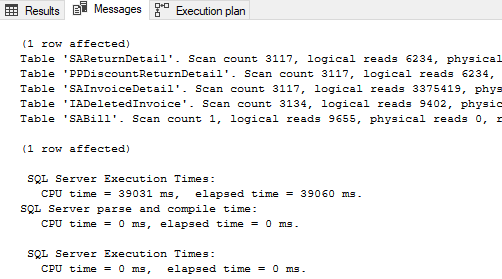 Results Messages Execution plan
(1 row affected)
Table 'SAReturnDetail'. Scan count 3117, logical reads 6234, physical
Table 'PPDiscountReturnDetail'. Scan count 3117, logical reads 6234,
Table 'SAInvoiceDetail'. Scan count 3117, logical reads 3375419, phys
Table 'IADeletedInvoice'. Scan count 3134, logical reads 9402, physic
Table 'SABill'. Scan count 1, logical reads 9655, physical reads 0, r
(1 row affected)
SQL Server Execution Times:
CPU time = 39031 ms, elapsed time = 39060 ms.
SQL Server parse and compile time:
CPU time = 0 ms, elapsed time = 0 ms.
SQL Server Execution Times:
CPU time = 0 ms, elapsed time = 0 ms.